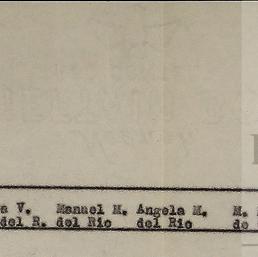 a V. Manuel M. Angela M. M.
del R. del Rio del Rio de